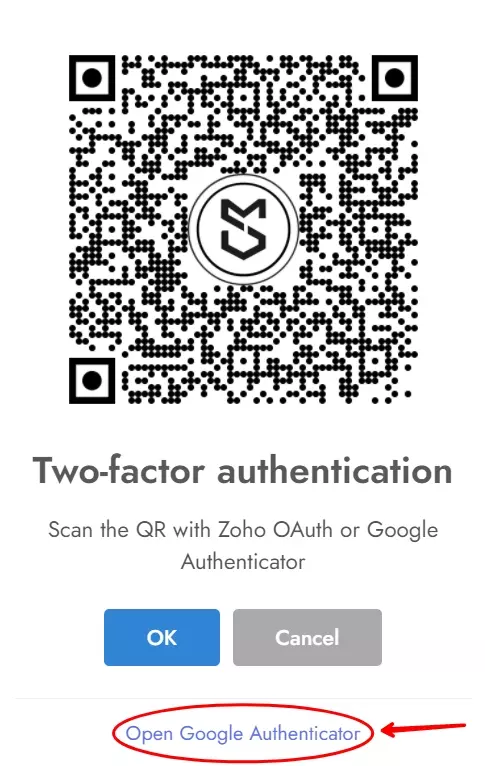 Two-factor authentication
Scan the QR with Zoho OAuth or Google
Authenticator
OK
Cancel
Open Google Authenticator